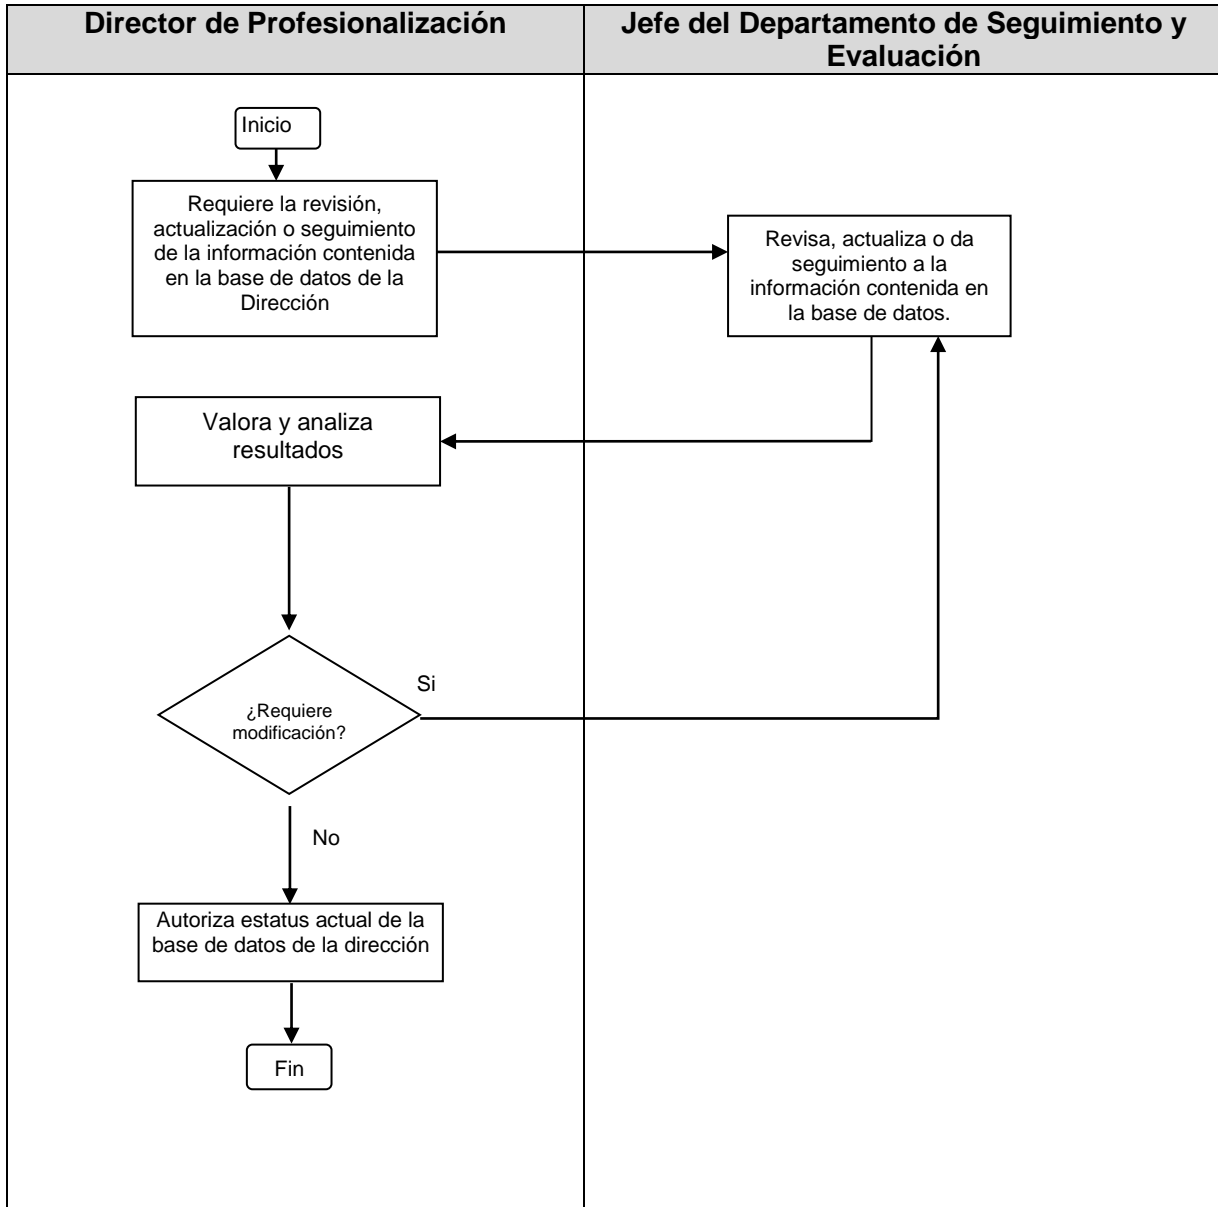 Director de Profesionalización
Jefe del Departamento de Seguimiento y
Evaluación
Inicio
Requiere la revisión,
actualización o seguimiento
de la información contenida
en la base de datos de la
Dirección
Revisa, actualiza o da
seguimiento a la
información contenida en
la base de datos.
Valora y analiza
resultados
¿Requiere
modificación?
Si
No
Autoriza estatus actual de la
base de datos de la dirección
Fin